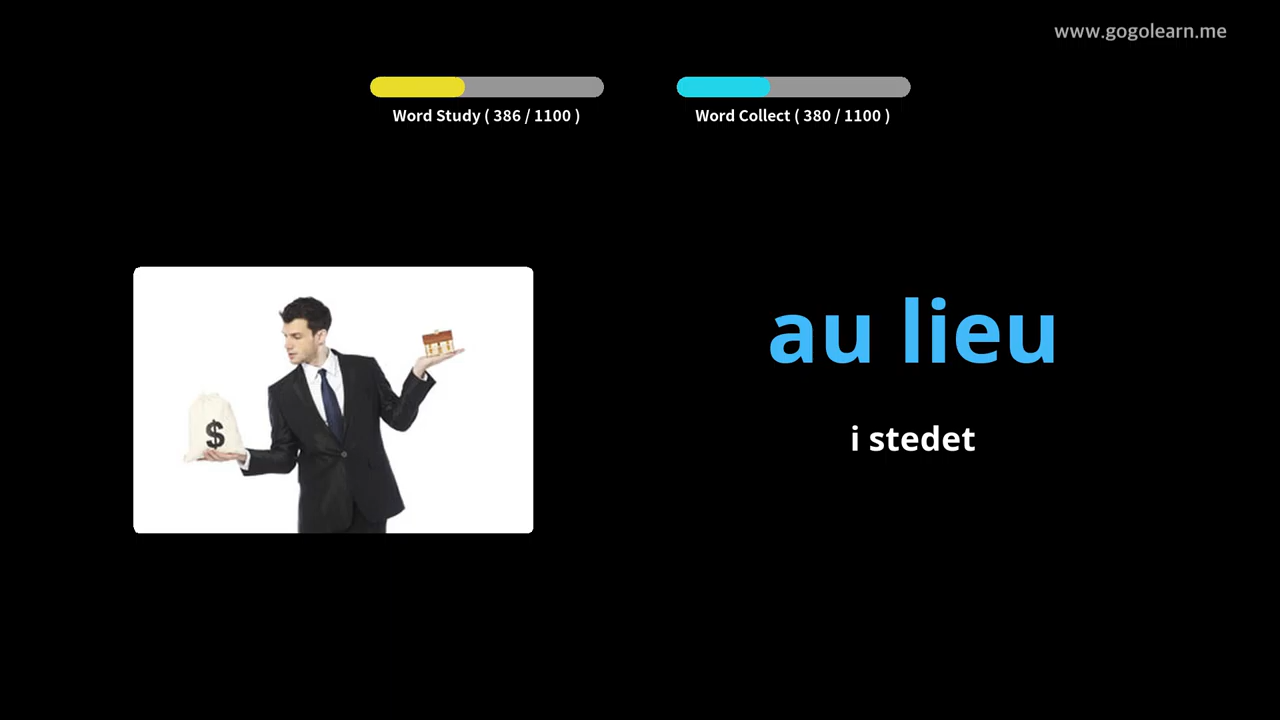 www.gogolearn.me
Word Study ( 386 / 1100 )
Word Collect ( 380 / 1100 )
$
au lieu
i stedet